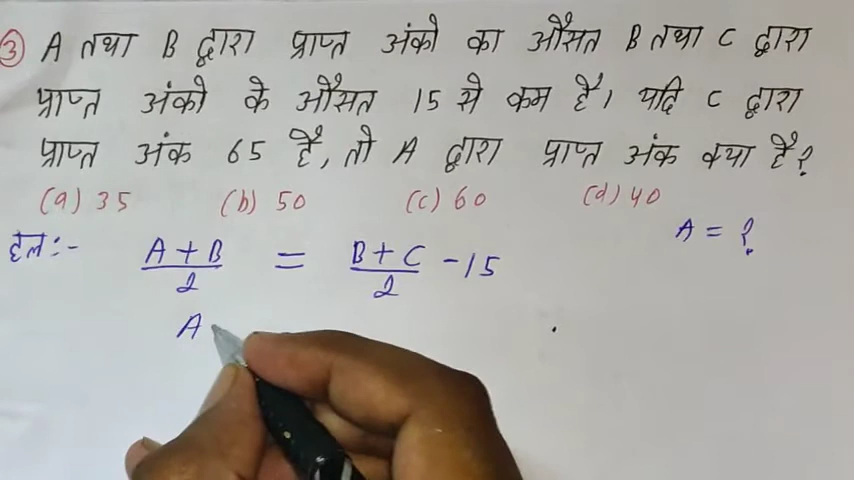 ③ A तथा B द्वारा प्राप्त अंको का औसत B तथा C द्वारा
प्राप्त अंको के औसत 15 से कम है। यदि C द्वारा
प्राप्त अंक 65 है, तो A द्वारा प्राप्त अंक क्या है?
(a) 35 (b) 50 (c) 60 (d) 40
A = ?
हल:- (A + B)/2 = (B + C)/2 - 15
A